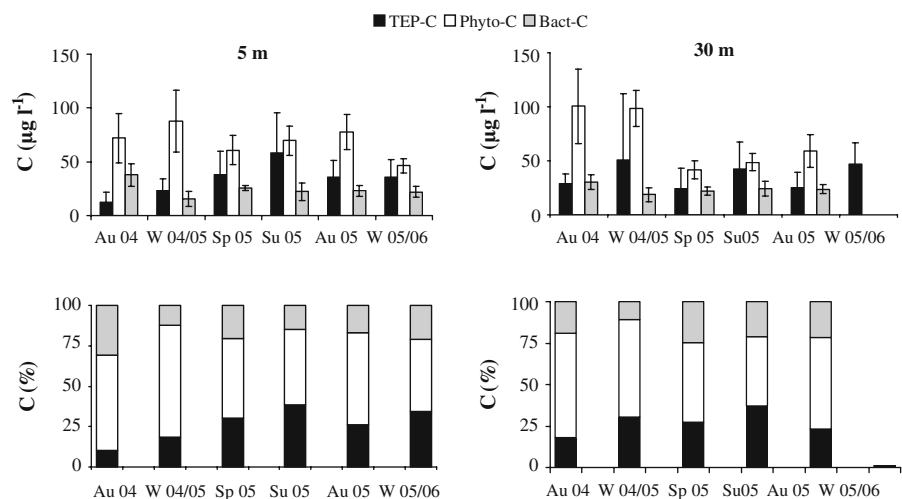 TEP-C Phyto-C Bact-C
5 m
30 m
C (µg l⁻¹)
150
100
50
0
Au 04 W 04/05 Sp 05 Su 05 Au 05 W 05/06
C (µg l⁻¹)
150
100
50
0
Au 04 W 04/05 Sp 05 Su05 Au 05 W 05/06
C (%)
100
75
50
25
0
Au 04 W 04/05 Sp 05 Su 05 Au 05 W 05/06
C (%)
100
75
50
25
0
Au 04 W 04/05 Sp 05 Su05 Au 05 W 05/06